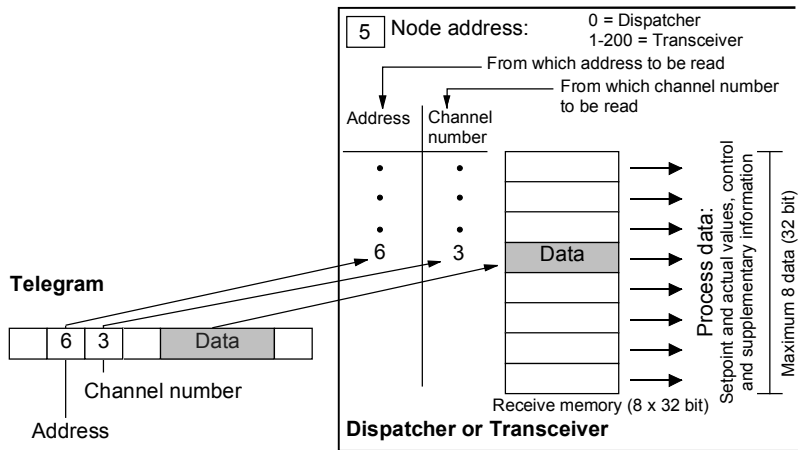 5 Node address:
0 = Dispatcher
1-200 = Transceiver
From which address to be read
From which channel number
to be read
Address
Channel
number
6 3 Data
Process data:
Setpoint and actual values, control
and supplementary information
Maximum 8 data (32 bit)
Telegram
6 3 Data
Channel number
Address
Receive memory (8 x 32 bit)
Dispatcher or Transceiver